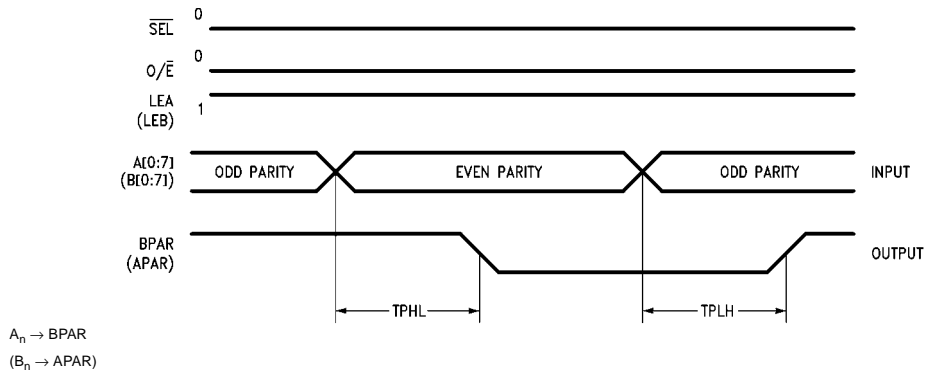 S̅E̅L̅ 0
O/E̅ 0
LEA
(LEB) 1
A[0:7]
(B[0:7]) ODD PARITY EVEN PARITY ODD PARITY INPUT
BPAR
(APAR) OUTPUT
TPHL TPLH
Aₙ → BPAR
(Bₙ → APAR)